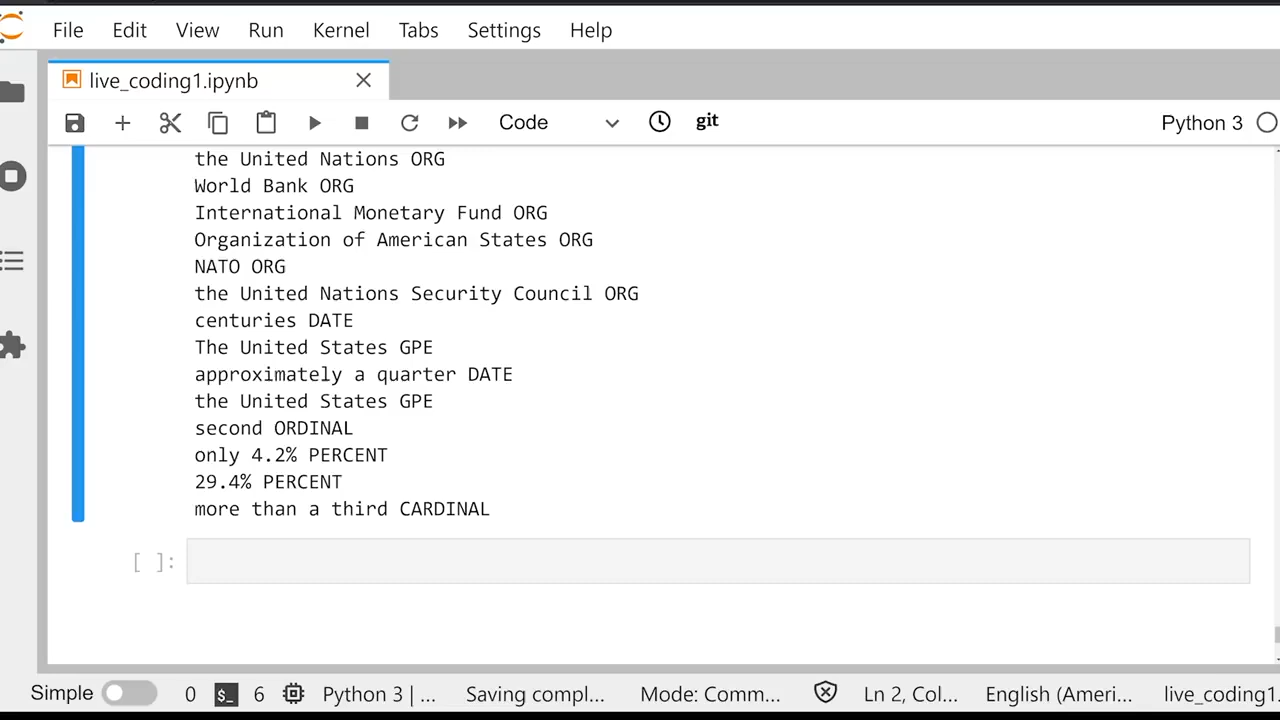 File Edit View Run Kernel Tabs Settings Help
live_coding1.ipynb
Code git Python 3
the United Nations ORG
World Bank ORG
International Monetary Fund ORG
Organization of American States ORG
NATO ORG
the United Nations Security Council ORG
centuries DATE
The United States GPE
approximately a quarter DATE
the United States GPE
second ORDINAL
only 4.2% PERCENT
29.4% PERCENT
more than a third CARDINAL
[ ]:
Simple 0 $_ 6 Python 3 | ... Saving compl... Mode: Comm... Ln 2, Col... English (Ameri... live_coding1.